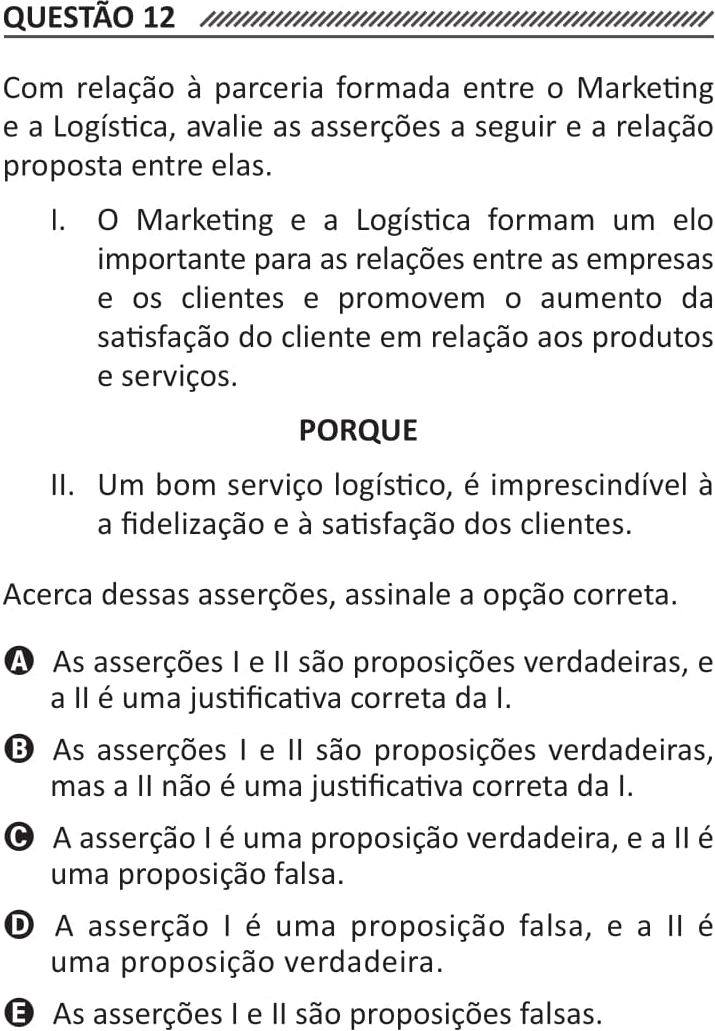 QUESTÃO 12
Com relação à parceria formada entre o Marketing
e a Logística, avalie as asserções a seguir e a relação
proposta entre elas.
I. O Marketing e a Logística formam um elo
importante para as relações entre as empresas
e os clientes e promovem o aumento da
satisfação do cliente em relação aos produtos
e serviços.
PORQUE
II. Um bom serviço logístico, é imprescindível à
a fidelização e à satisfação dos clientes.
Acerca dessas asserções, assinale a opção correta.
A As asserções I e II são proposições verdadeiras, e
a II é uma justificativa correta da I.
B As asserções I e II são proposições verdadeiras,
mas a II não é uma justificativa correta da I.
C A asserção I é uma proposição verdadeira, e a II é
uma proposição falsa.
D A asserção I é uma proposição falsa, e a II é
uma proposição verdadeira.
E As asserções I e II são proposições falsas.